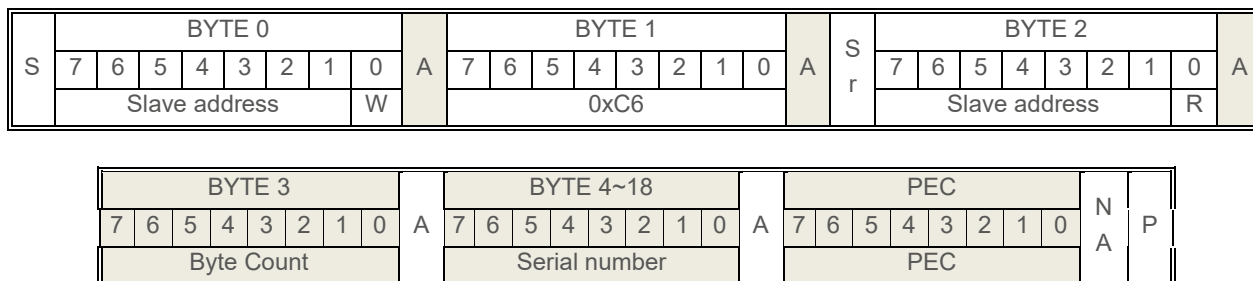 BYTE 0 BYTE 1 BYTE 2
S 7 6 5 4 3 2 1 0 A 7 6 5 4 3 2 1 0 A Sr 7 6 5 4 3 2 1 0 A
Slave address W 0xC6 Slave address R
BYTE 3 BYTE 4~18 PEC
7 6 5 4 3 2 1 0 A 7 6 5 4 3 2 1 0 A 7 6 5 4 3 2 1 0 NA P
Byte Count Serial number PEC